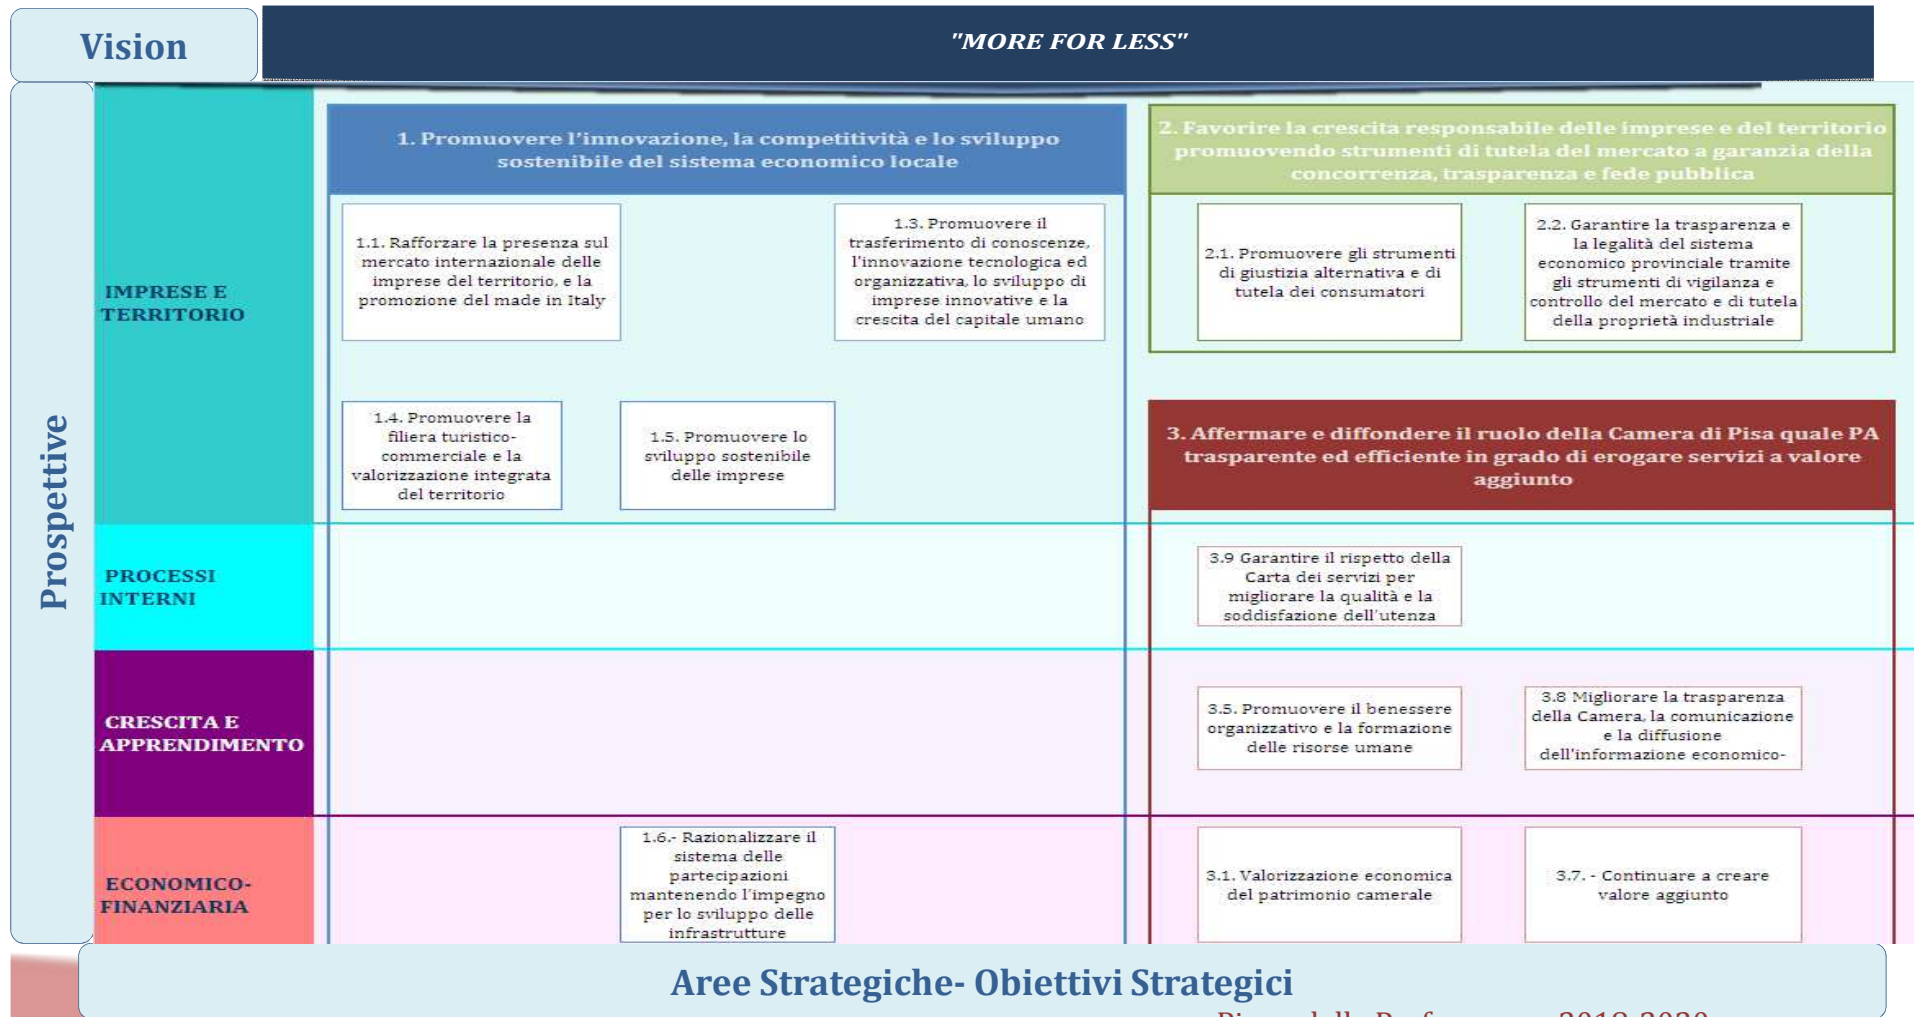 Vision
"MORE FOR LESS"
Prospettive
IMPRESE E
TERRITORIO
1. Promuovere l'innovazione, la competitività e lo sviluppo
sostenibile del sistema economico locale
2. Favorire la crescita responsabile delle imprese e del territorio
promuovendo strumenti di tutela del mercato a garanzia della
concorrenza, trasparenza e fede pubblica
1.1. Rafforzare la presenza sul
mercato internazionale delle
imprese del territorio, e la
promozione del made in Italy
1.3. Promuovere il
trasferimento di conoscenze,
l'innovazione tecnologica ed
organizzativa, lo sviluppo di
imprese innovative e la
crescita del capitale umano
2.1. Promuovere gli strumenti
di giustizia alternativa e di
tutela dei consumatori
2.2. Garantire la trasparenza e
la legalità del sistema
economico provinciale tramite
gli strumenti di vigilanza e
controllo del mercato e di tutela
della proprietà industriale
1.4. Promuovere la
filiera turistico-
commerciale e la
valorizzazione integrata
del territorio
1.5. Promuovere lo
sviluppo sostenibile
delle imprese
3. Affermare e diffondere il ruolo della Camera di Pisa quale PA
trasparente ed efficiente in grado di erogare servizi a valore
aggiunto
PROCESSI
INTERNI
3.9 Garantire il rispetto della
Carta dei servizi per
migliorare la qualità e la
soddisfazione dell'utenza
CRESCITA E
APPRENDIMENTO
3.5. Promuovere il benessere
organizzativo e la formazione
delle risorse umane
3.8 Migliorare la trasparenza
della Camera, la comunicazione
e la diffusione
dell'informazione economico-
ECONOMICO-
FINANZIARIA
1.6.- Razionalizzare il
sistema delle
partecipazioni
mantenendo l'impegno
per lo sviluppo delle
infrastrutture
3.1. Valorizzazione economica
del patrimonio camerale
3.7. - Continuare a creare
valore aggiunto
Aree Strategiche- Obiettivi Strategici
2018-2020